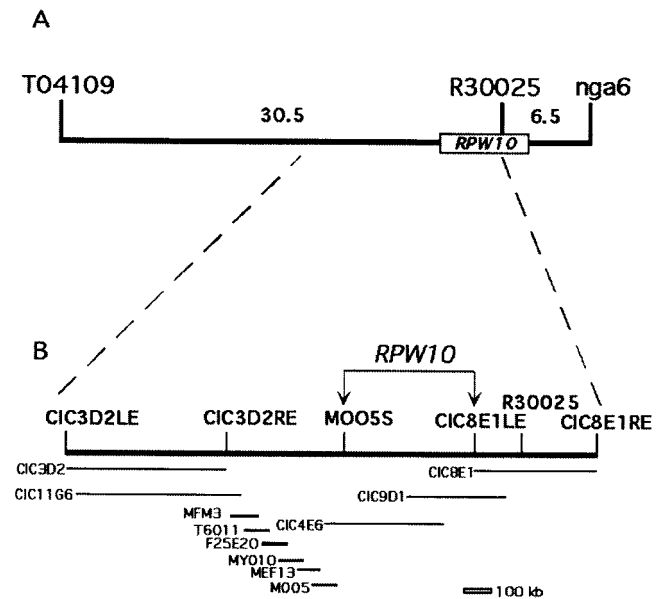 A
T04109 R30025 nga6
30.5 6.5
RPW10
B RPW10
R30025
CIC3D2LE CIC3D2RE MOO5S CIC8E1LE CIC8E1RE
CIC3D2 CIC8E1
CIC11G6 CIC9D1
MFM3
T6O11 CIC4E6
F25E20
MYO10
MEF13
MOO5
100 kb